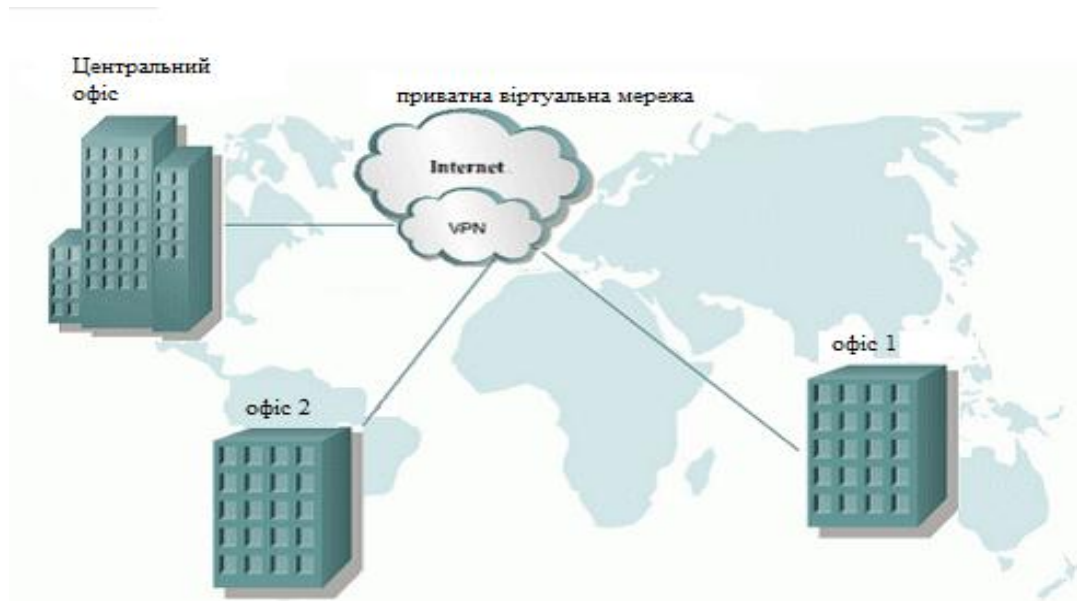 Центральний
офіс
приватна віртуальна мережа
Internet
VPN
офіс 1
офіс 2